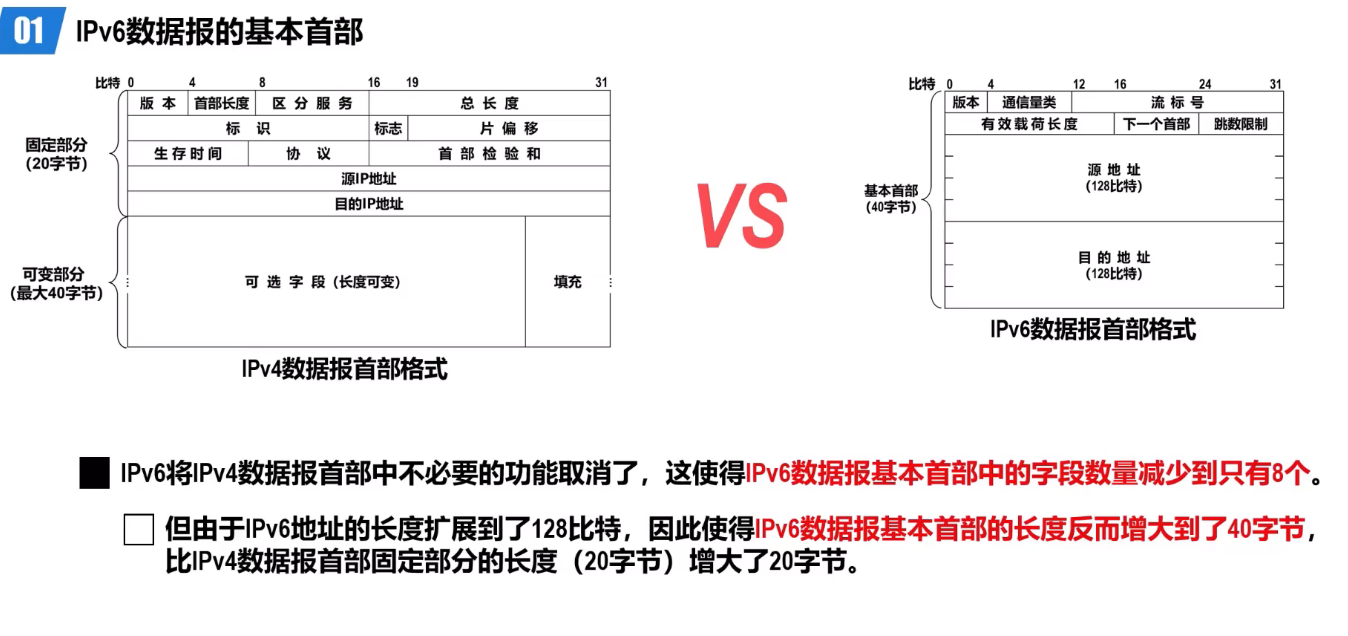 01 IPv6数据报的基本首部
比特 0 4 8 16 19 31
版本 首部长度 区分服务 总长度
标识 标志 片偏移
固定部分
(20字节)
生存时间 协议 首部检验和
源IP地址
目的IP地址
可变部分
(最大40字节)
可选字段 (长度可变) 填充
IPv4数据报首部格式
VS
比特 0 4 12 16 24 31
版本 通信量类 流标号
有效载荷长度 下一个首部 跳数限制
源地址
(128比特)
基本首部
(40字节)
目的地址
(128比特)
IPv6数据报首部格式
IPv6将IPv4数据报首部中不必要的功能取消了，这使得IPv6数据报基本首部中的字段数量减少到只有8个。
但由于IPv6地址的长度扩展到了128比特，因此使得IPv6数据报基本首部的长度反而增大到了40字节，
比IPv4数据报首部固定部分的长度（20字节）增大了20字节。